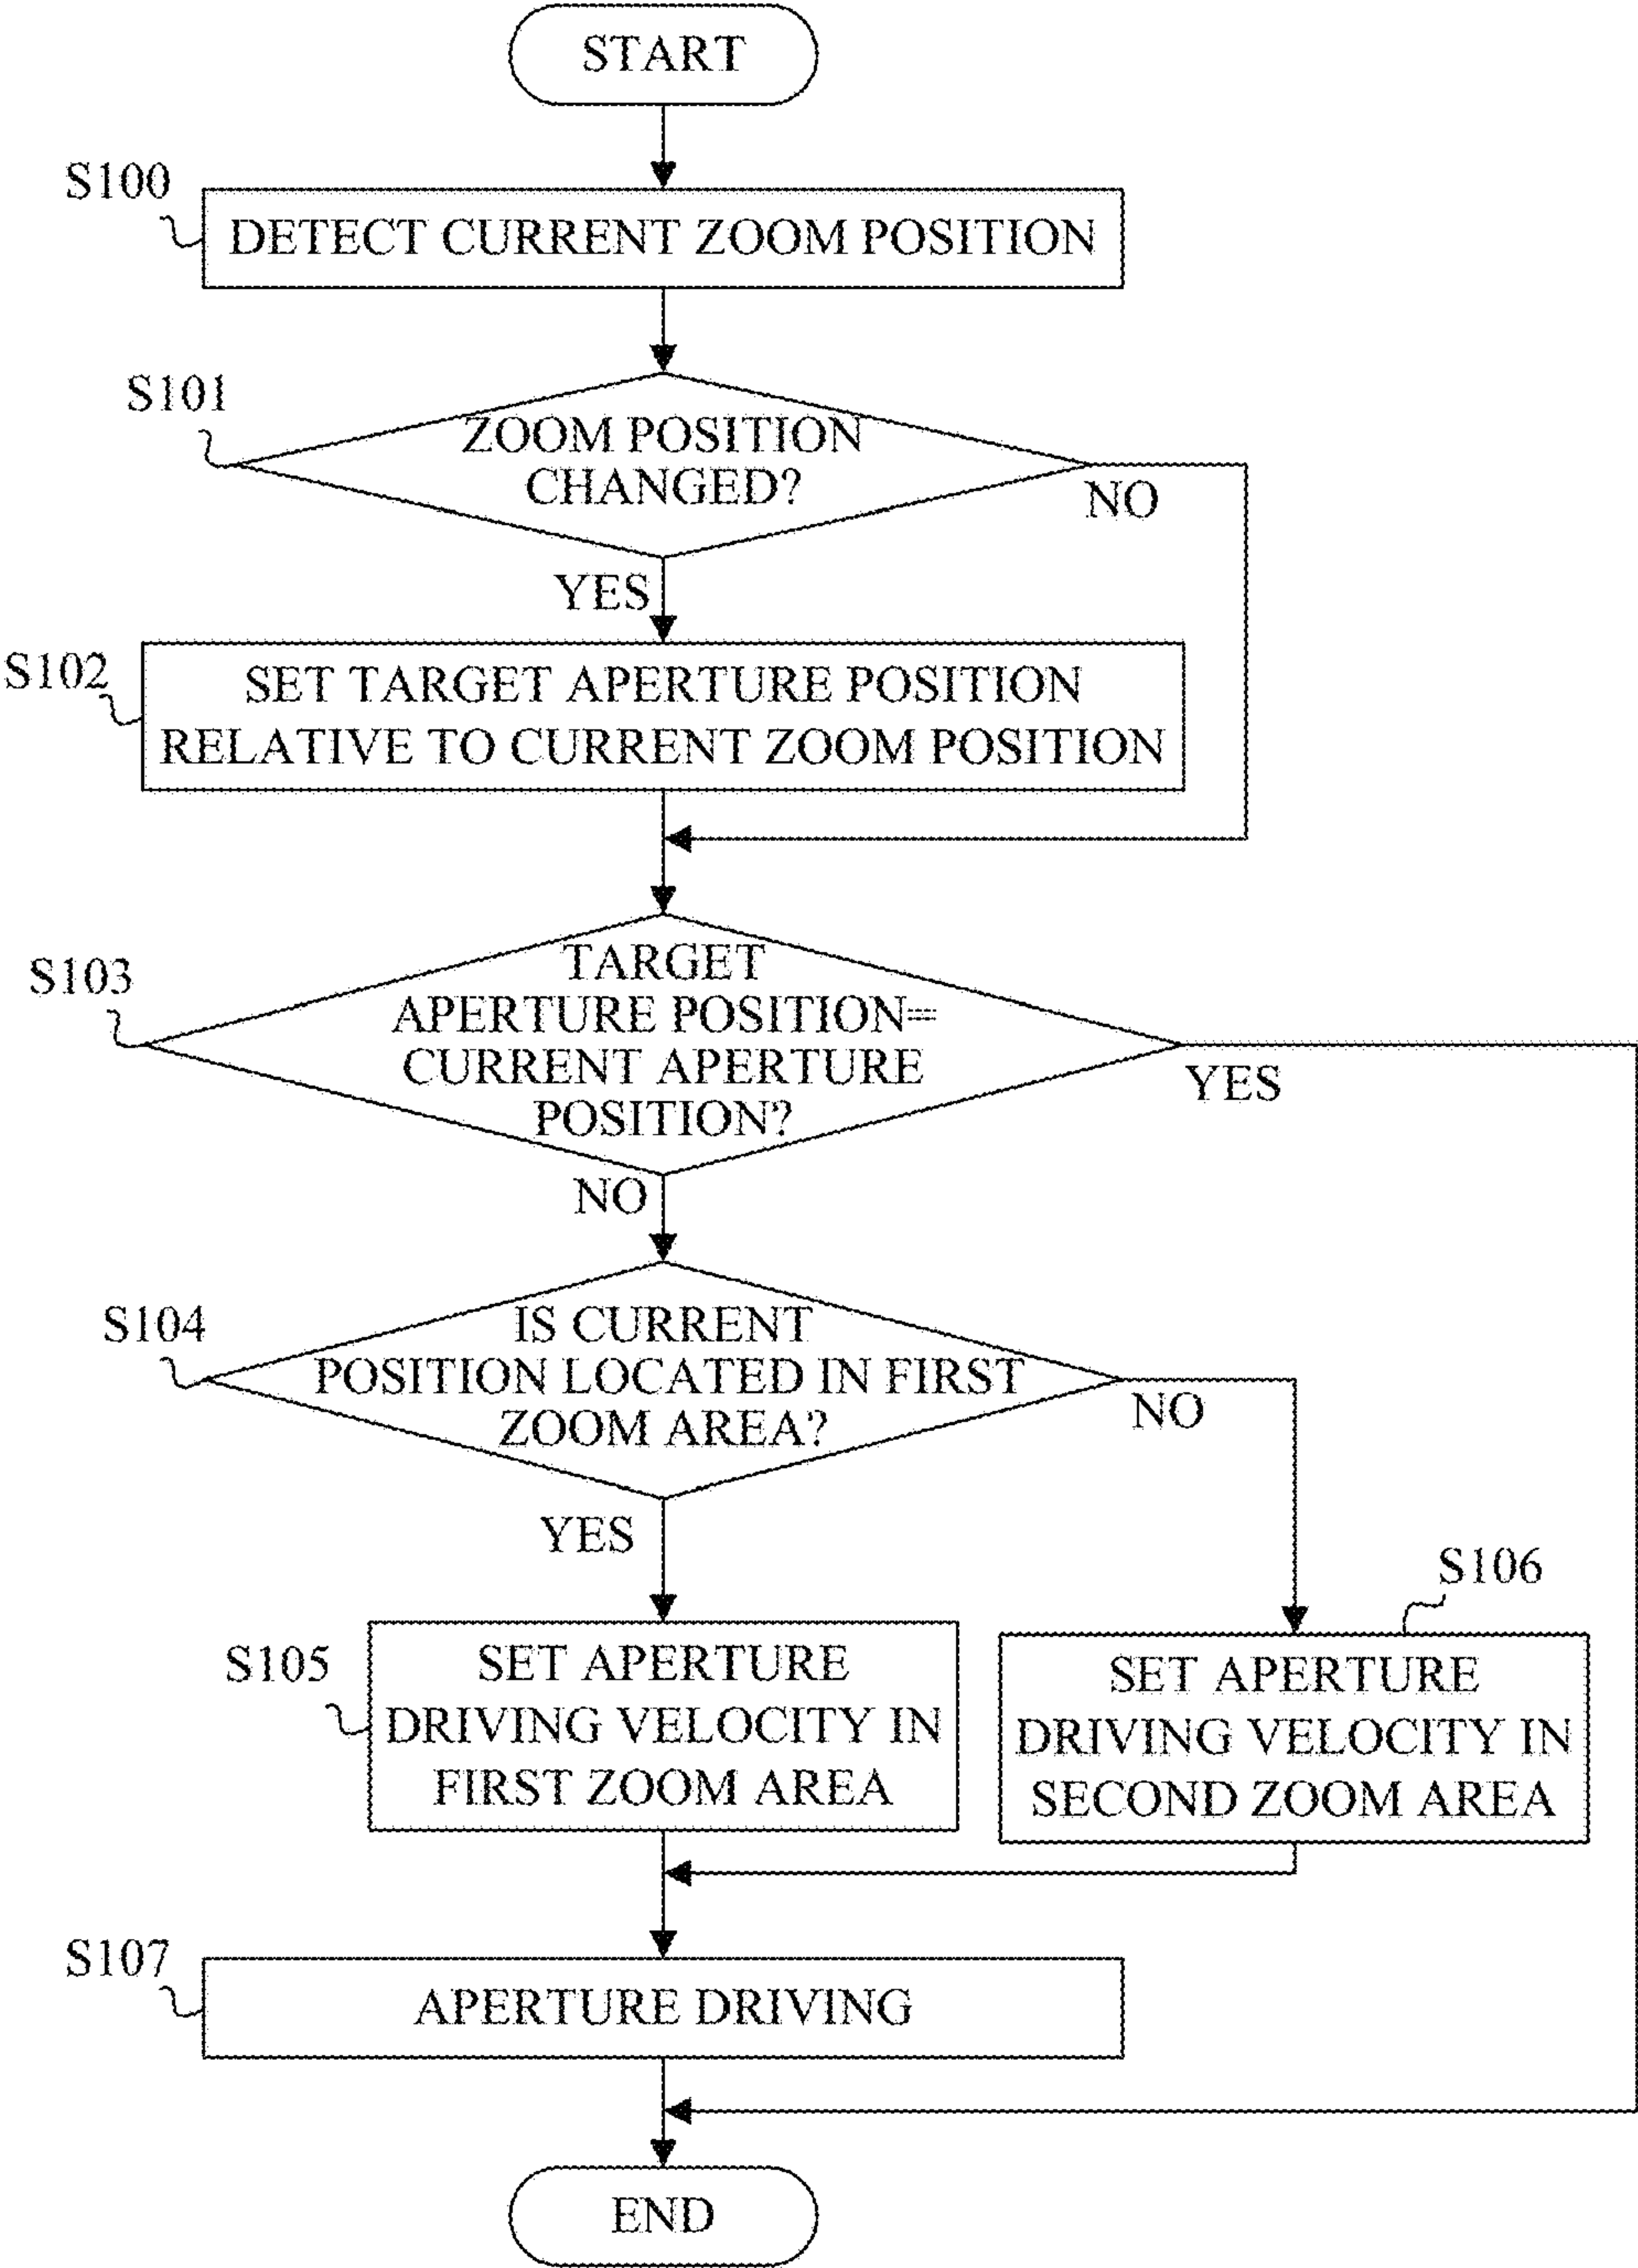 START
S100
DETECT CURRENT ZOOM POSITION
S101
ZOOM POSITION
CHANGED?
NO
YES
S102
SET TARGET APERTURE POSITION
RELATIVE TO CURRENT ZOOM POSITION
S103
TARGET
APERTURE POSITION=
CURRENT APERTURE
POSITION?
YES
NO
S104
IS CURRENT
POSITION LOCATED IN FIRST
ZOOM AREA?
NO
YES
S105
SET APERTURE
DRIVING VELOCITY IN
FIRST ZOOM AREA
S106
SET APERTURE
DRIVING VELOCITY IN
SECOND ZOOM AREA
S107
APERTURE DRIVING
END